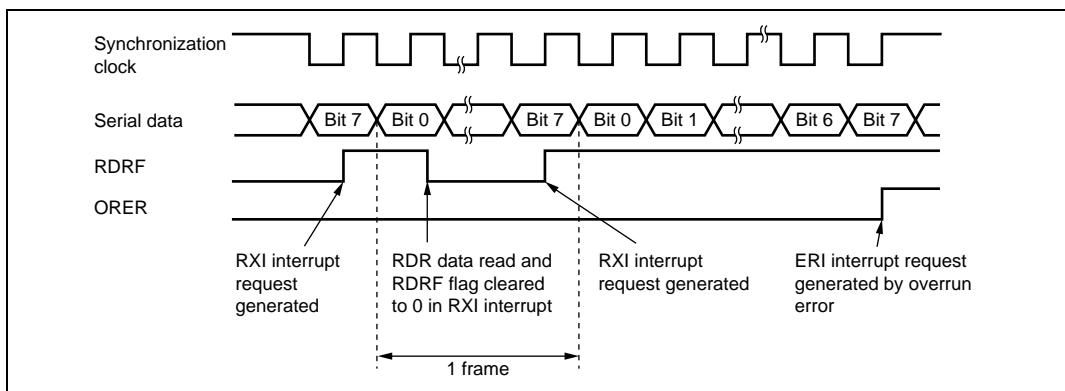 Synchronization
clock
Serial data
Bit 7
Bit 0
Bit 7
Bit 0
Bit 1
Bit 6
Bit 7
RDRF
ORER
RXI interrupt
request
generated
RDR data read and
RDRF flag cleared
to 0 in RXI interrupt
RXI interrupt
request generated
ERI interrupt request
generated by overrun
error
1 frame